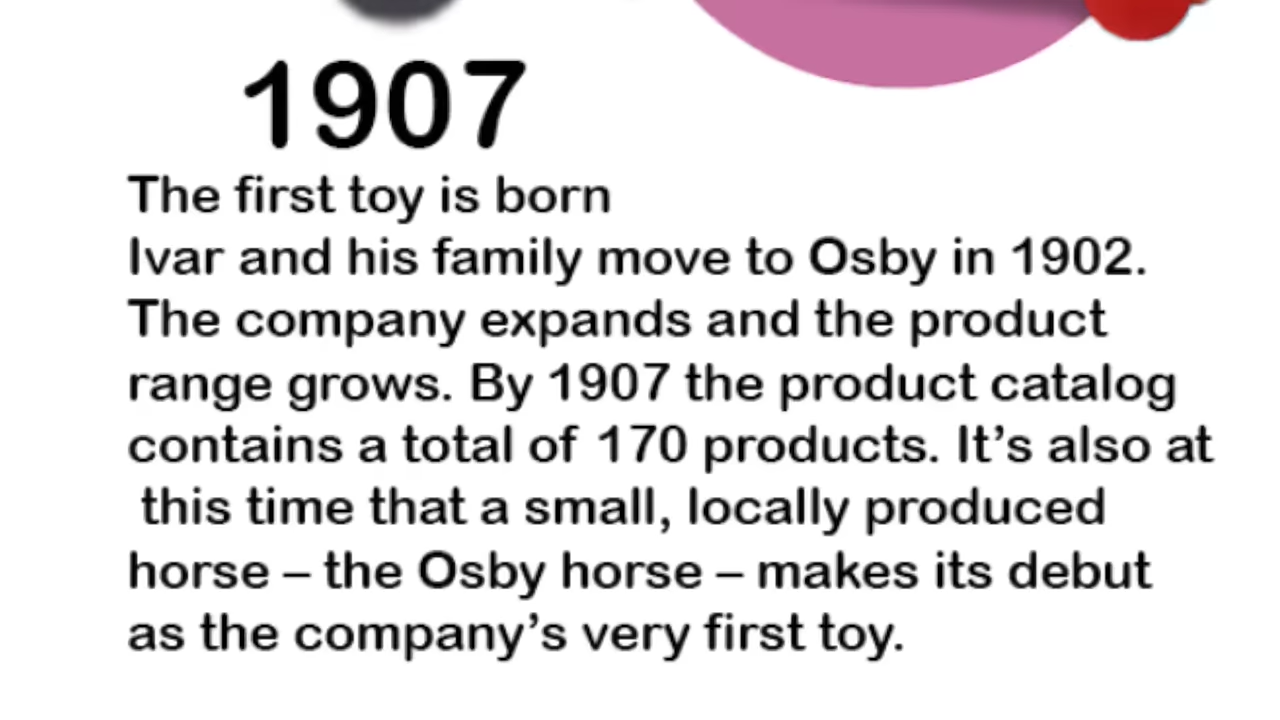 1907
The first toy is born
Ivar and his family move to Osby in 1902.
The company expands and the product
range grows. By 1907 the product catalog
contains a total of 170 products. It’s also at
this time that a small, locally produced
horse – the Osby horse – makes its debut
as the company’s very first toy.